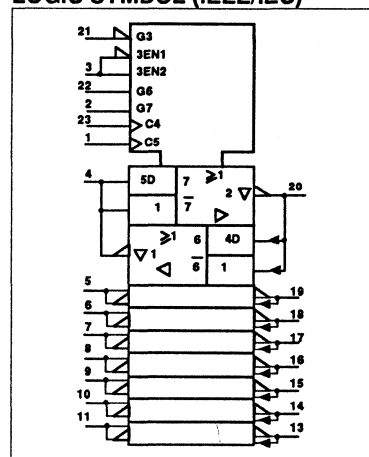 LOGIC SYMBOL (IEEE/IEC)
21 G3
3EN1
3 3EN2
22 G6
2 G7
23 C4
1 C5
4 5D 7 ≥1 2 ▽ 20
1 7̅ ▷
≥1 6 4D
▽ 1 6̅ 1
◁
5 19
6 18
7 17
8 16
9 15
10 14
11 13